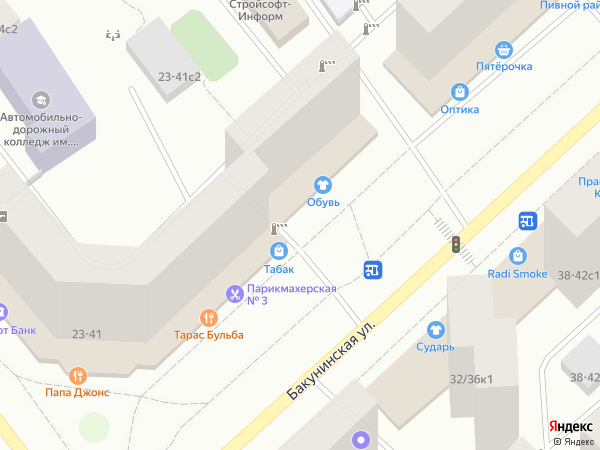 Стройсофт-
Информ
Пивной рай
4с2
23-41с2
Пятёрочка
Оптика
Автомобильно-
дорожный
колледж им....
Обувь
Табак
Парикмахерская
№ 3
Radi Smoke
38-42с1
Тарас Бульба
23-41
Банк
Бакунинская ул.
Сударь
32/36к1
38-42
Папа Джонс
Яндекс
© Яндекс